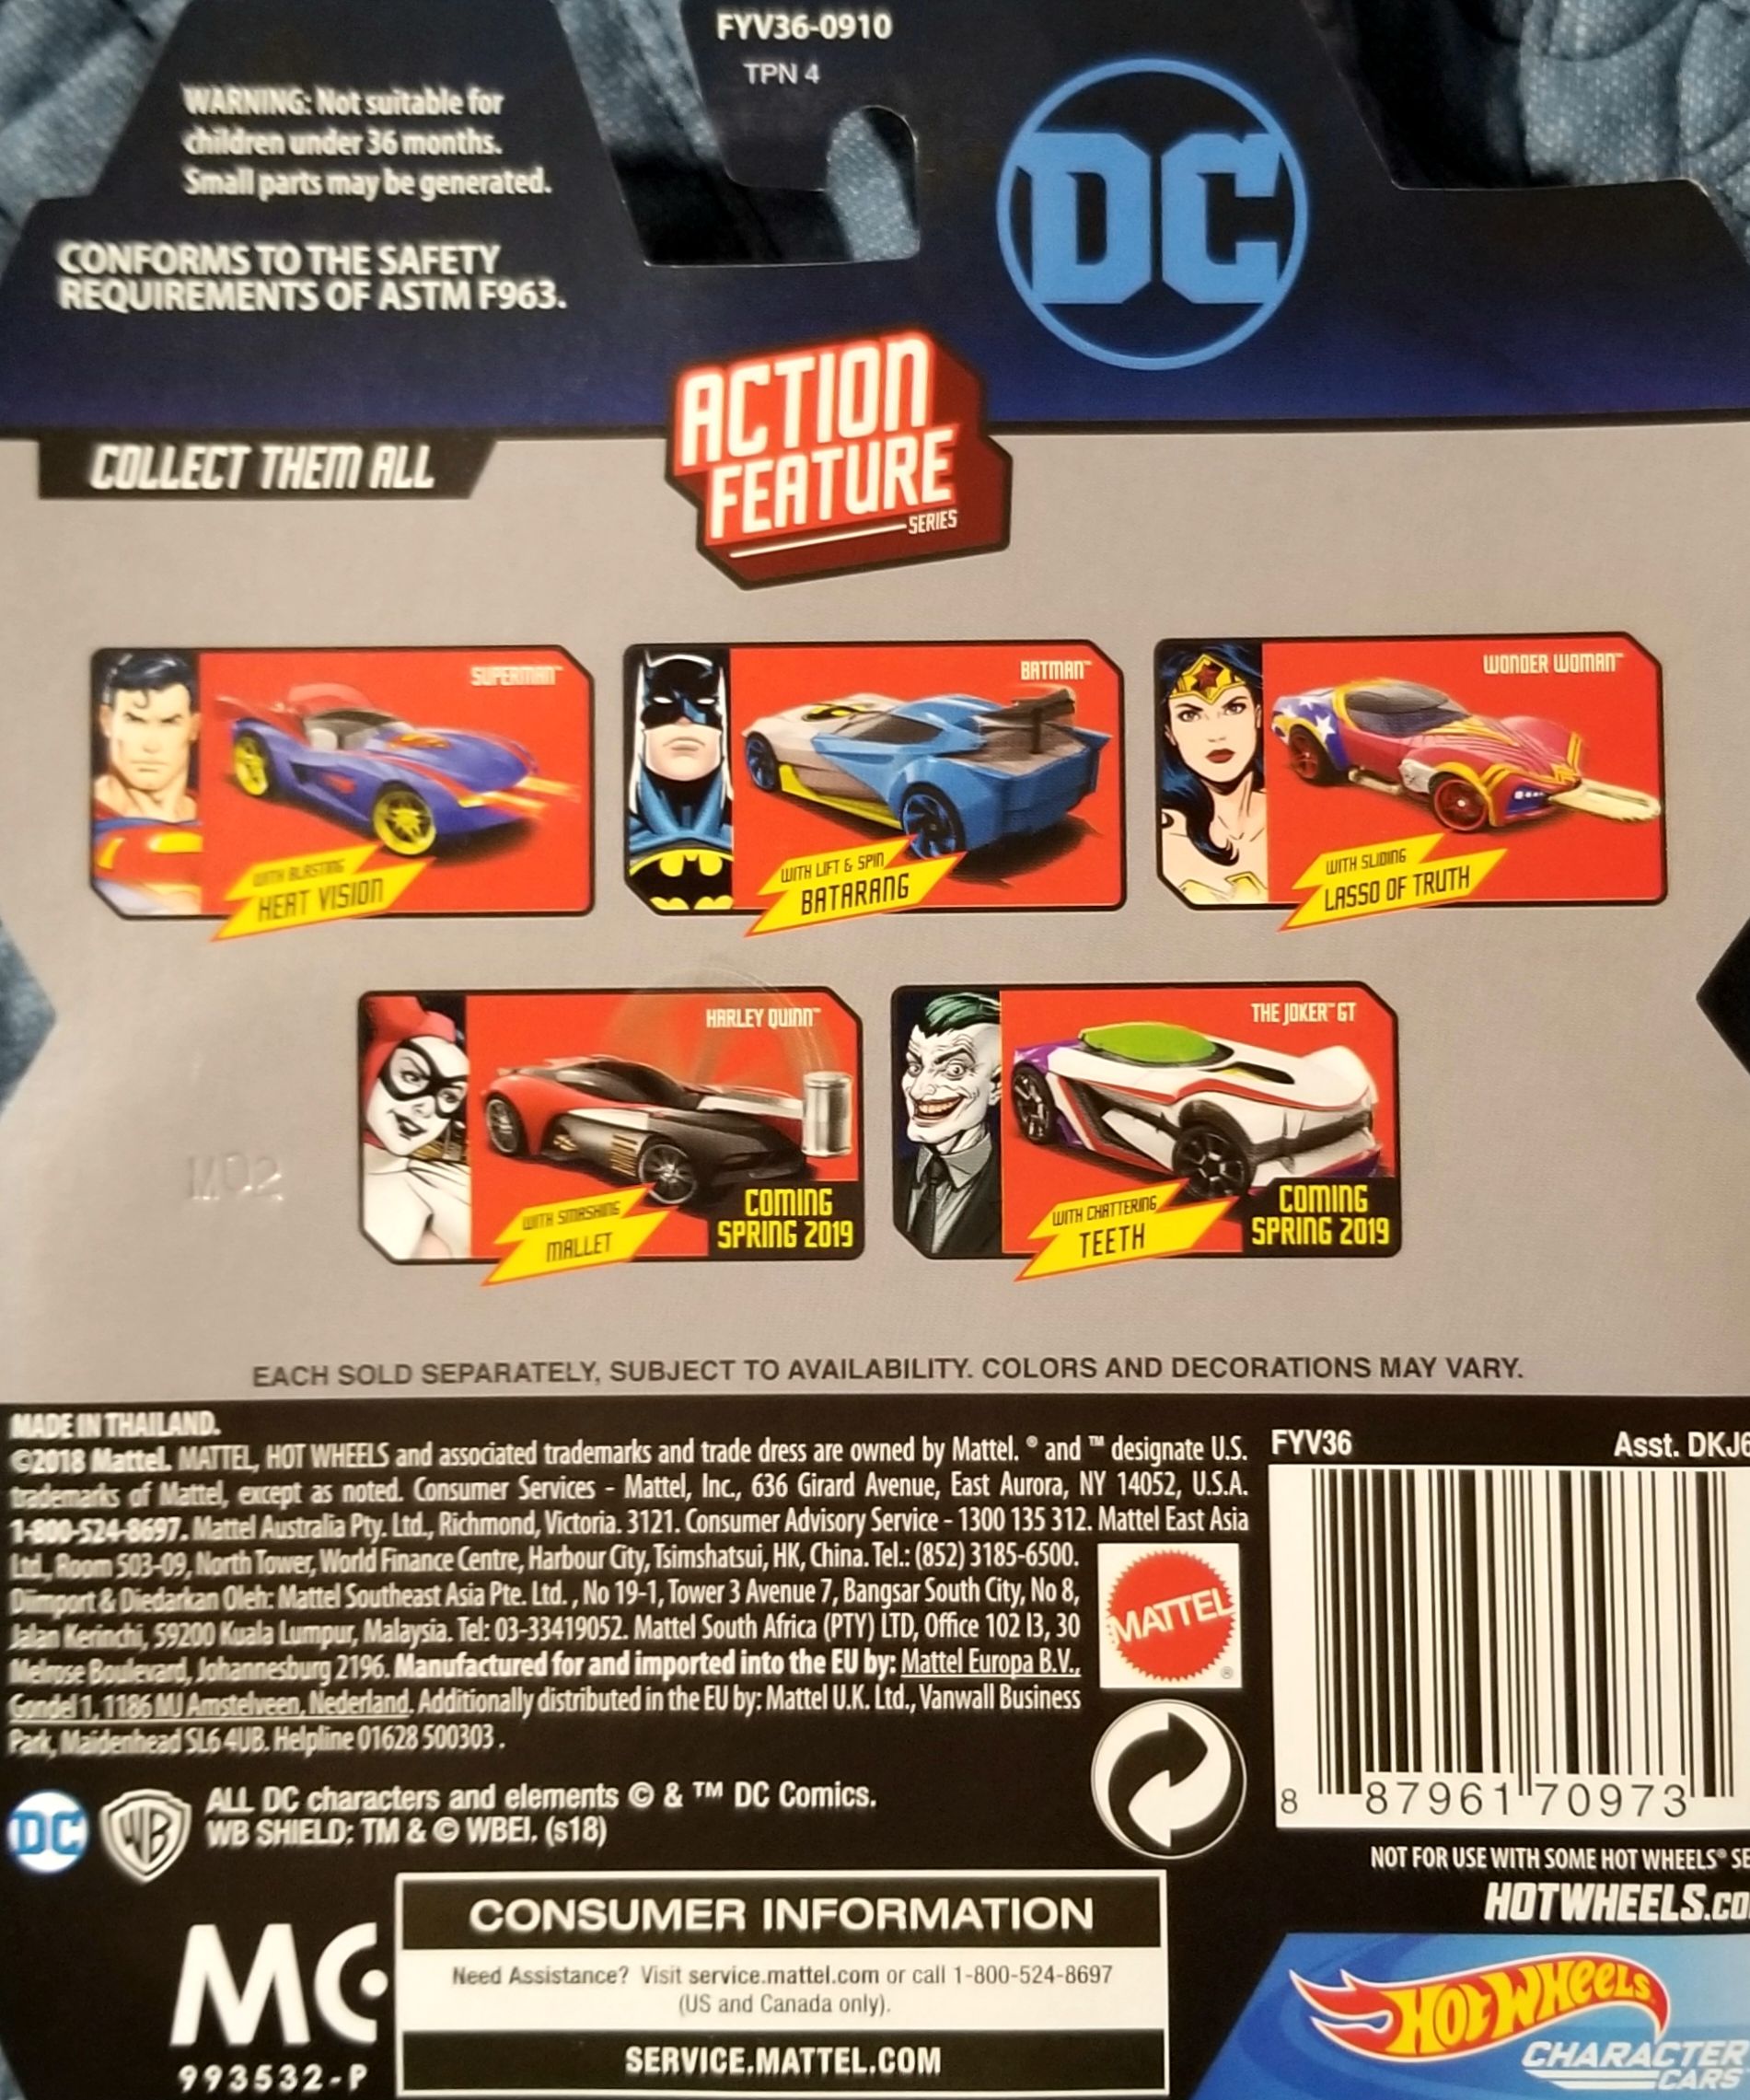 FYV36-0910
TPN 4
WARNING: Not suitable for
children under 36 months.
Small parts may be generated.
CONFORMS TO THE SAFETY
REQUIREMENTS OF ASTM F963.
DC
ACTION
FEATURE
SERIES
COLLECT THEM ALL
SUPERMAN™
WITH BLASTING
HEAT VISION
BATMAN™
WITH LIFT & SPIN
BATARANG
WONDER WOMAN™
WITH SLIDING
LASSO OF TRUTH
HARLEY QUINN™
WITH SMASHING
MALLET
COMING
SPRING 2019
THE JOKER™ GT
WITH CHATTERING
TEETH
COMING
SPRING 2019
M02
EACH SOLD SEPARATELY, SUBJECT TO AVAILABILITY. COLORS AND DECORATIONS MAY VARY.
MADE IN THAILAND.
©2018 Mattel. MATTEL, HOT WHEELS and associated trademarks and trade dress are owned by Mattel. ® and ™ designate U.S.
trademarks of Mattel, except as noted. Consumer Services - Mattel, Inc., 636 Girard Avenue, East Aurora, NY 14052, U.S.A.
1-800-524-8697. Mattel Australia Pty. Ltd., Richmond, Victoria. 3121. Consumer Advisory Service - 1300 135 312. Mattel East Asia
Ltd., Room 503-09, North Tower, World Finance Centre, Harbour City, Tsimshatsui, HK, China. Tel.: (852) 3185-6500.
Diimport & Diedarkan Oleh: Mattel Southeast Asia Pte. Ltd. , No 19-1, Tower 3 Avenue 7, Bangsar South City, No 8,
Jalan Kerinchi, 59200 Kuala Lumpur, Malaysia. Tel: 03-33419052. Mattel South Africa (PTY) LTD, Office 102 I3, 30
Melrose Boulevard, Johannesburg 2196. Manufactured for and imported into the EU by: Mattel Europa B.V.,
Gondel 1, 1186 MJ Amstelveen, Nederland. Additionally distributed in the EU by: Mattel U.K. Ltd., Vanwall Business
Park, Maidenhead SL6 4UB. Helpline 01628 500303 .
MATTEL®
FYV36
Asst. DKJ6
8 87961 70973
NOT FOR USE WITH SOME HOT WHEELS® SE
HOTWHEELS.CO
DC WB
ALL DC characters and elements © & ™ DC Comics.
WB SHIELD: TM & © WBEI. (s18)
MC
993532-P
CONSUMER INFORMATION
Need Assistance? Visit service.mattel.com or call 1-800-524-8697
(US and Canada only).
SERVICE.MATTEL.COM
HOT WHEELS
CHARACTER
CARS